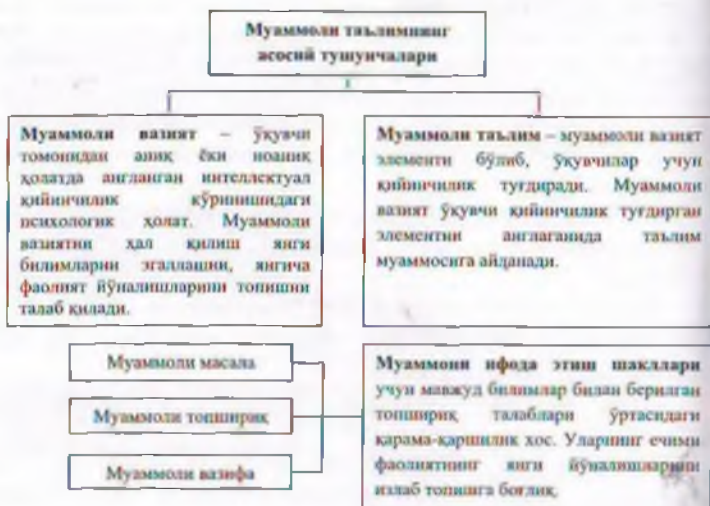 Муаммоли таълимнинг
асосий тушунчалари
Муаммоли вазият – ўқувчи
томонидан аниқ ёки ноаниқ
ҳолатда англанган интеллектуал
қийинчилик кўринишидаги
психологик ҳолат. Муаммоли
вазиятни ҳал қилиш янги
билимларни эгаллашни, янгича
фаолият йўналишларини топишни
талаб қилади.
Муаммоли таълим – муаммоли вазият
элементи бўлиб, ўқувчилар учун
қийинчилик туғдиради. Муаммоли
вазият ўқувчи қийинчилик туғдирган
элементни англаганида таълим
муаммосига айланади.
Муаммоли масала
Муаммоли топшириқ
Муаммоли вазифа
Муаммони ифода этиш шакллари
учун мавжуд билимлар билан берилган
топшириқ талаблари ўртасидаги
қарама-қаршилик хос. Уларнинг ечими
фаолиятнинг янги йўналишларини
излаб топишга боғлиқ.